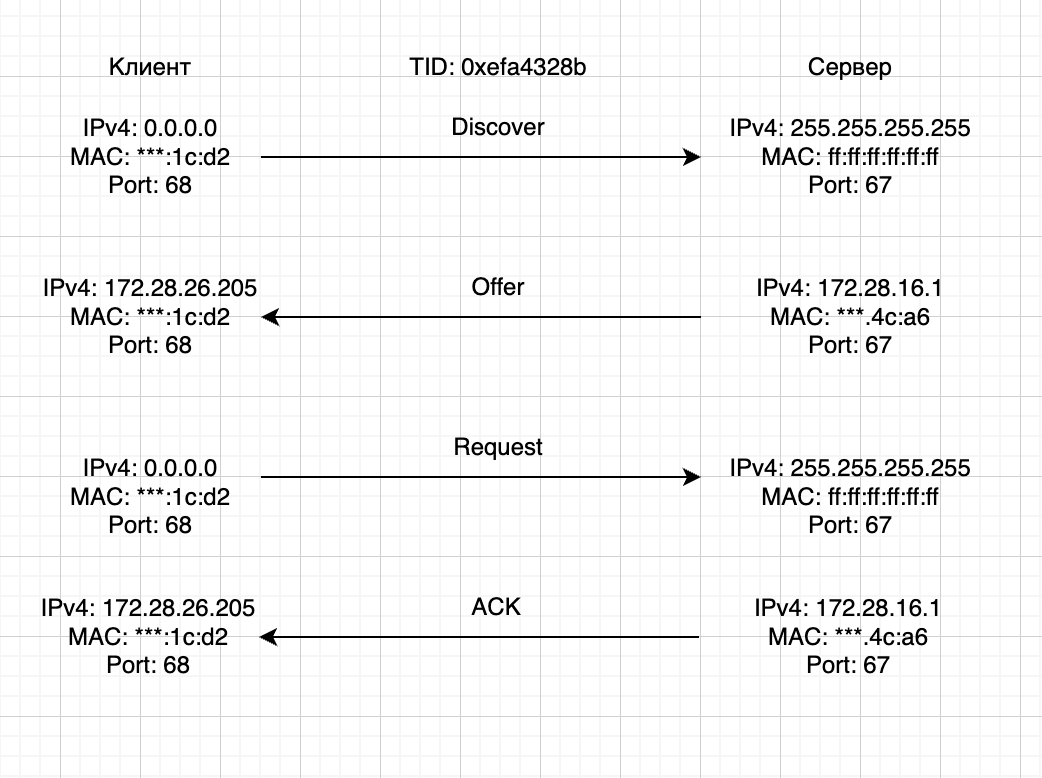 Клиент
TID: 0xefa4328b
Сервер
IPv4: 0.0.0.0
MAC: ***:1c:d2
Port: 68
Discover
IPv4: 255.255.255.255
MAC: ff:ff:ff:ff:ff:ff
Port: 67
IPv4: 172.28.26.205
MAC: ***:1c:d2
Port: 68
Offer
IPv4: 172.28.16.1
MAC: ***.4c:a6
Port: 67
IPv4: 0.0.0.0
MAC: ***:1c:d2
Port: 68
Request
IPv4: 255.255.255.255
MAC: ff:ff:ff:ff:ff:ff
Port: 67
IPv4: 172.28.26.205
MAC: ***:1c:d2
Port: 68
ACK
IPv4: 172.28.16.1
MAC: ***.4c:a6
Port: 67